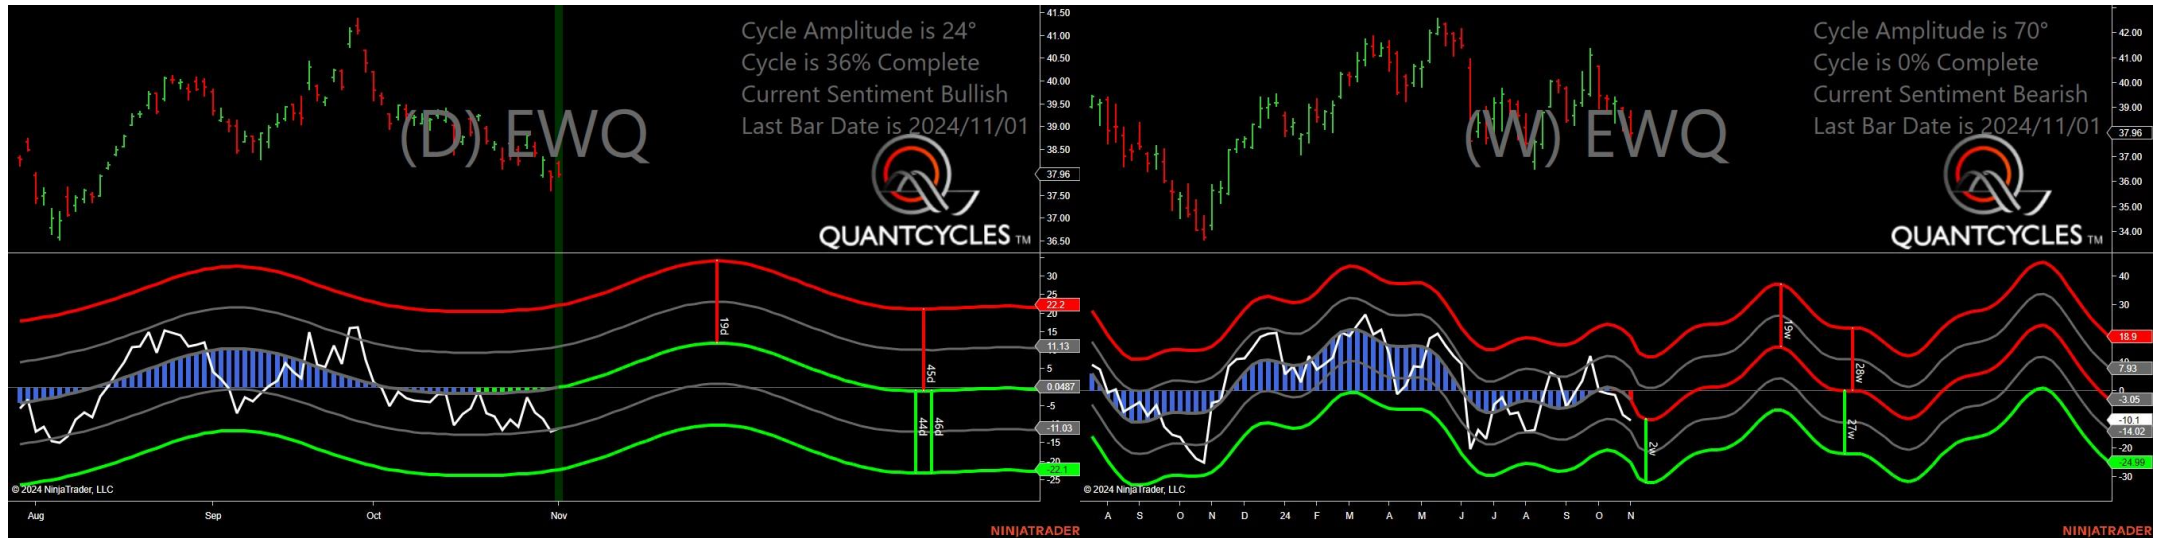 Cycle Amplitude is 24°
Cycle is 36% Complete
Current Sentiment Bullish
Last Bar Date is 2024/11/01
(D) EWQ
QUANTCYCLES TM
41.50
41.00
40.50
40.00
39.50
39.00
38.50
37.96
37.50
37.00
36.50
30
25
22.2
20
15
11.13
5
0.0487
-5
-11.03
-15
-20
-22.1
-25
19d
45d
44d
46d
© 2024 NinjaTrader, LLC
Aug
Sep
Oct
Nov
NINJATRADER
Cycle Amplitude is 70°
Cycle is 0% Complete
Current Sentiment Bearish
Last Bar Date is 2024/11/01
(W) EWQ
QUANTCYCLES TM
42.00
41.00
40.00
39.00
37.96
37.00
36.00
35.00
34.00
40
30
18.9
10
7.93
0
-3.05
-10.1
-14.02
-20
-24.99
-30
2w
19w
28w
27w
© 2024 NinjaTrader, LLC
A S O N D 24 F M A M J J A S O N
NINJATRADER